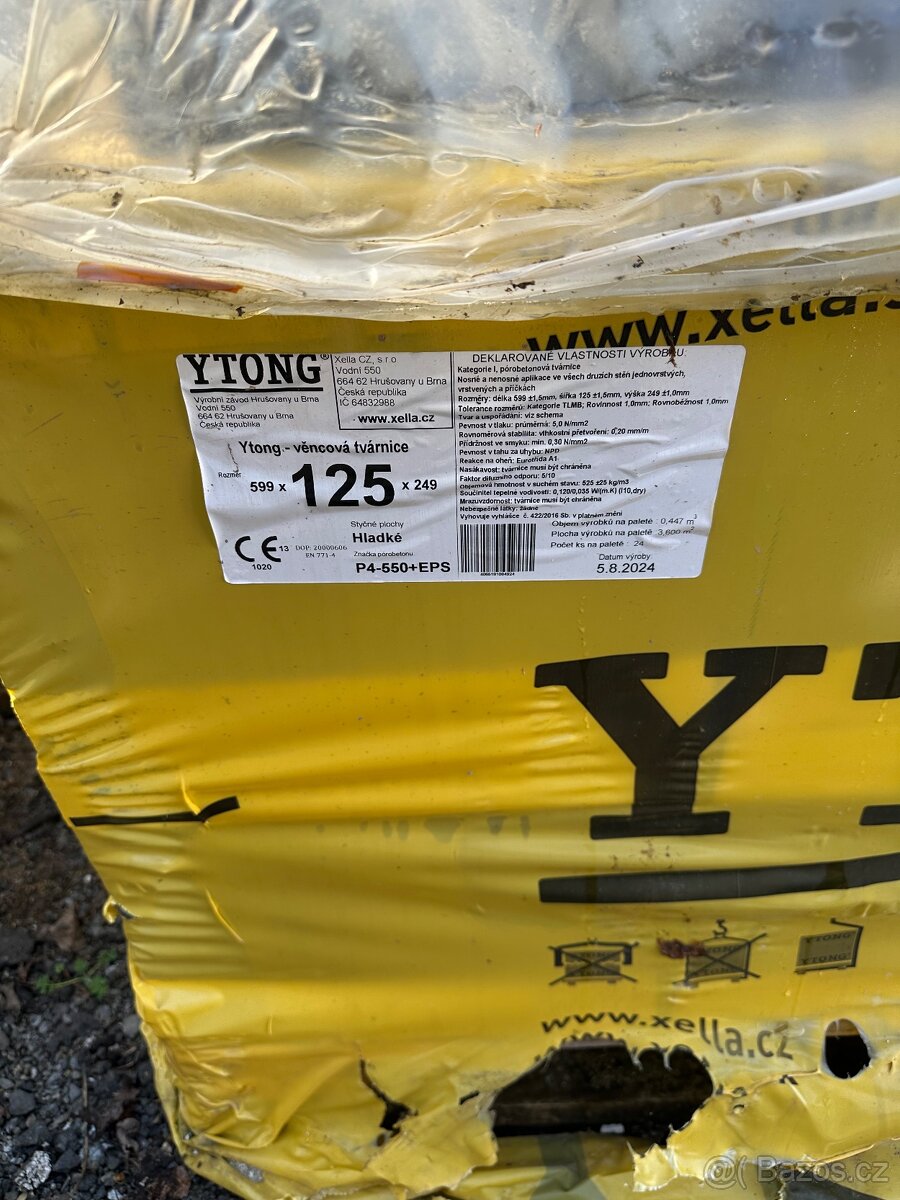 www.xella.s
YTONG®
Výrobní závod Hrušovany u Brna
Vodní 550
664 62 Hrušovany u Brna
Česká republika
Xella CZ, s.r.o
Vodní 550
664 62 Hrušovany u Brna
Česká republika
IČ 64832988
www.xella.cz
Ytong - věncová tvárnice
Rozměr
599 x 125 x 249
Styčné plochy
Hladké
CE 13
1020
DOP: 20000606
EN 771-4
Značka pórobetonu
P4-550+EPS
DEKLAROVANÉ VLASTNOSTI VÝROBKU:
Kategorie I, pórobetonová tvárnice
Nosné a nenosné aplikace ve všech druzích stěn jednovrstvých,
vrstvených a příčkách
Rozměry: délka 599 ±1,5mm, šířka 125 ±1,5mm, výška 249 ±1,0mm
Tolerance rozměrů: Kategorie TLMB; Rovinnost 1,0mm; Rovnoběžnost 1,0mm
Tvar a uspořádání: viz schema
Pevnost v tlaku: průměrná: 5,0 N/mm2
Rovnoměrová stabilita: vlhkostní přetvoření: 0,20 mm/m
Přídržnost ve smyku: min. 0,30 N/mm2
Pevnost v tahu za ohybu: NPD
Reakce na oheň: Eurotřída A1
Nasákavost: tvárnice musí být chráněna
Faktor difuzního odporu: 5/10
Objemová hmotnost v suchém stavu: 525 ±25 kg/m3
Součinitel tepelné vodivosti: 0,120/0,035 W/(m.K) (λ10,dry)
Mrazuvzdornost: tvárnice musí být chráněna
Nebezpečné látky: žádné
Vyhovuje vyhlášce č. 422/2016 Sb. v platném znění
Objem výrobků na paletě : 0,447 m
Plocha výrobků na paletě: 3,600 m²
Počet ks na paletě : 24
4066191084924
Datum výroby
5.8.2024
Y
YTONG
YTONG
YTONG
www.xella.cz
www.
@( Bazos.cz